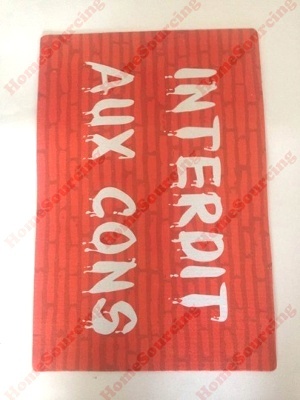 INTERDIT
AUX CONS
HomeSourcing